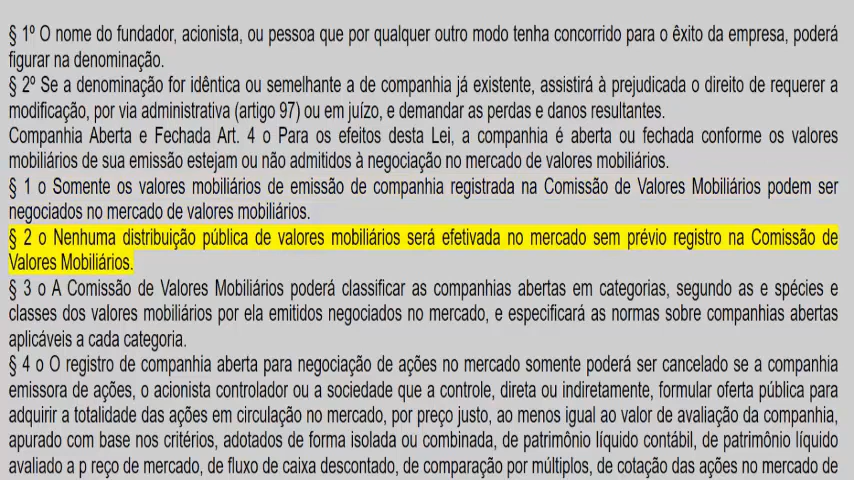 § 1º O nome do fundador, acionista, ou pessoa que por qualquer outro modo tenha concorrido para o êxito da empresa, poderá
figurar na denominação.
§ 2º Se a denominação for idêntica ou semelhante a de companhia já existente, assistirá à prejudicada o direito de requerer a
modificação, por via administrativa (artigo 97) ou em juízo, e demandar as perdas e danos resultantes.
Companhia Aberta e Fechada Art. 4 o Para os efeitos desta Lei, a companhia é aberta ou fechada conforme os valores
mobiliários de sua emissão estejam ou não admitidos à negociação no mercado de valores mobiliários.
§ 1 o Somente os valores mobiliários de emissão de companhia registrada na Comissão de Valores Mobiliários podem ser
negociados no mercado de valores mobiliários.
§ 2 o Nenhuma distribuição pública de valores mobiliários será efetivada no mercado sem prévio registro na Comissão de
Valores Mobiliários.
§ 3 o A Comissão de Valores Mobiliários poderá classificar as companhias abertas em categorias, segundo as e spécies e
classes dos valores mobiliários por ela emitidos negociados no mercado, e especificará as normas sobre companhias abertas
aplicáveis a cada categoria.
§ 4 o O registro de companhia aberta para negociação de ações no mercado somente poderá ser cancelado se a companhia
emissora de ações, o acionista controlador ou a sociedade que a controle, direta ou indiretamente, formular oferta pública para
adquirir a totalidade das ações em circulação no mercado, por preço justo, ao menos igual ao valor de avaliação da companhia,
apurado com base nos critérios, adotados de forma isolada ou combinada, de patrimônio líquido contábil, de patrimônio líquido
avaliado a p reço de mercado, de fluxo de caixa descontado, de comparação por múltiplos, de cotação das ações no mercado de